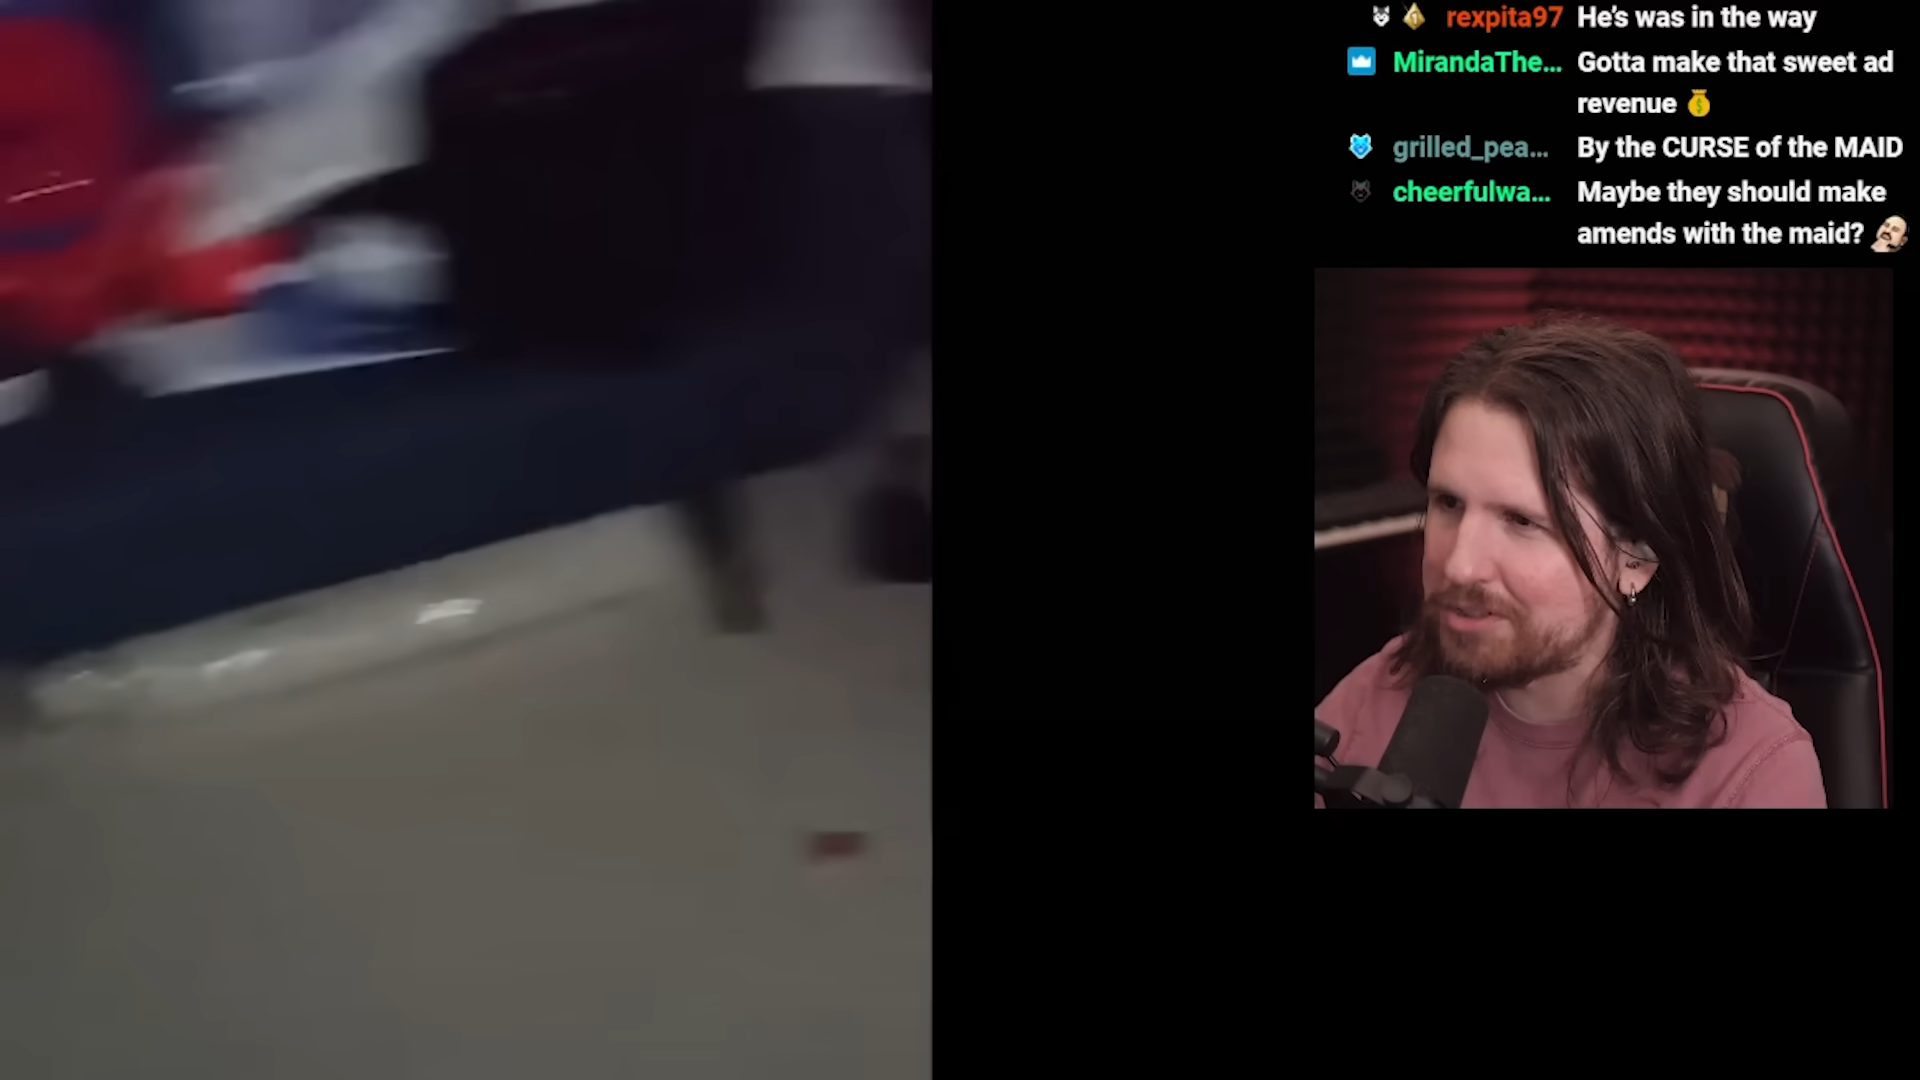 rexpita97 He's was in the way
MirandaThe... Gotta make that sweet ad
revenue
grilled_pea... By the CURSE of the MAID
cheerfulwa... Maybe they should make
amends with the maid?